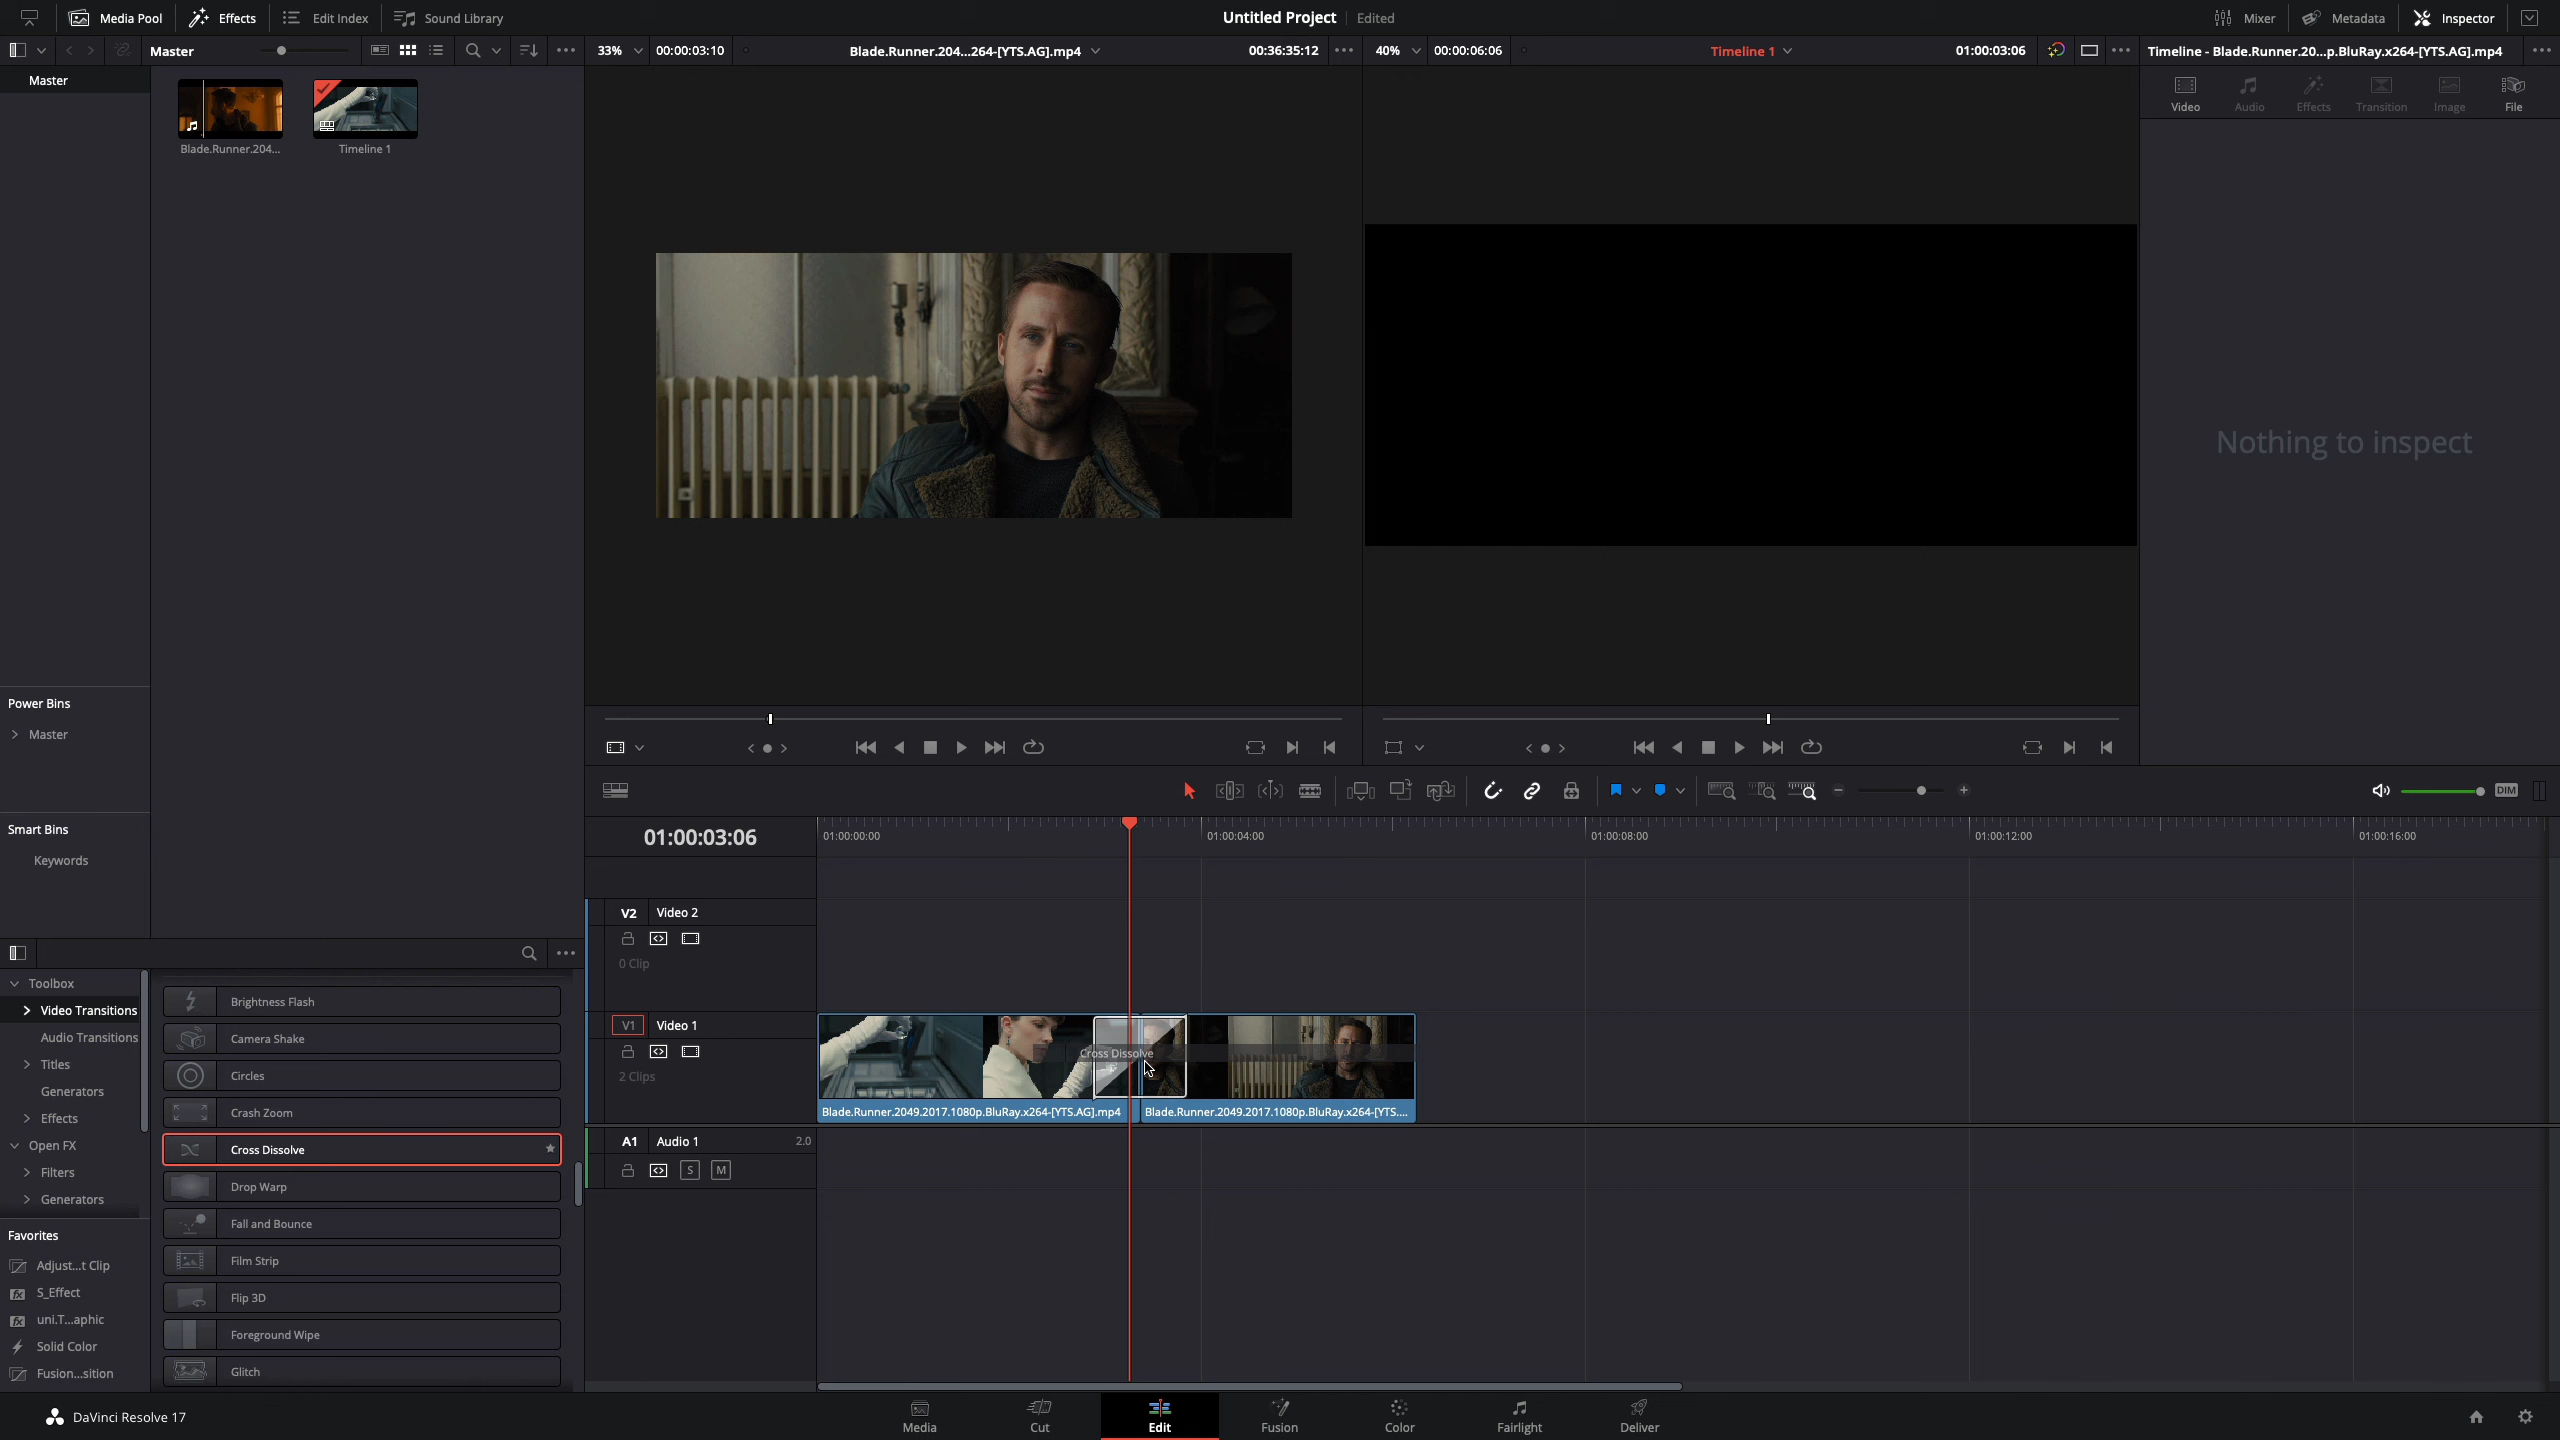 Media Pool Effects Edit Index Sound Library Untitled Project Edited Mixer Metadata Inspector
Master 33% 00:00:03:10 Blade.Runner.204...264-[YTS.AG].mp4 00:36:35:12 40% 00:00:06:06 Timeline 1 01:00:03:06 Timeline - Blade.Runner.20...p.BluRay.x264-[YTS.AG].mp4
Master
Video Audio Effects Transition Image File
Blade.Runner.204... Timeline 1
Nothing to inspect
Power Bins
Master
DIM
Smart Bins
Keywords
01:00:03:06 01:00:00:00 01:00:04:00 01:00:08:00 01:00:12:00 01:00:16:00
V2 Video 2
0 Clip
V1 Video 1
2 Clips
Cross Dissolve
Blade.Runner.2049.2017.1080p.BluRay.x264-[YTS.AG].mp4 Blade.Runner.2049.2017.1080p.BluRay.x264-[YTS....
A1 Audio 1 2.0
S M
Toolbox
Video Transitions
Audio Transitions
Titles
Generators
Effects
Open FX
Filters
Generators
Brightness Flash
Camera Shake
Circles
Crash Zoom
Cross Dissolve
Drop Warp
Fall and Bounce
Film Strip
Flip 3D
Foreground Wipe
Glitch
Favorites
Adjust...t Clip
S_Effect
uni.T...aphic
Solid Color
Fusion...sition
DaVinci Resolve 17
Media Cut Edit Fusion Color Fairlight Deliver